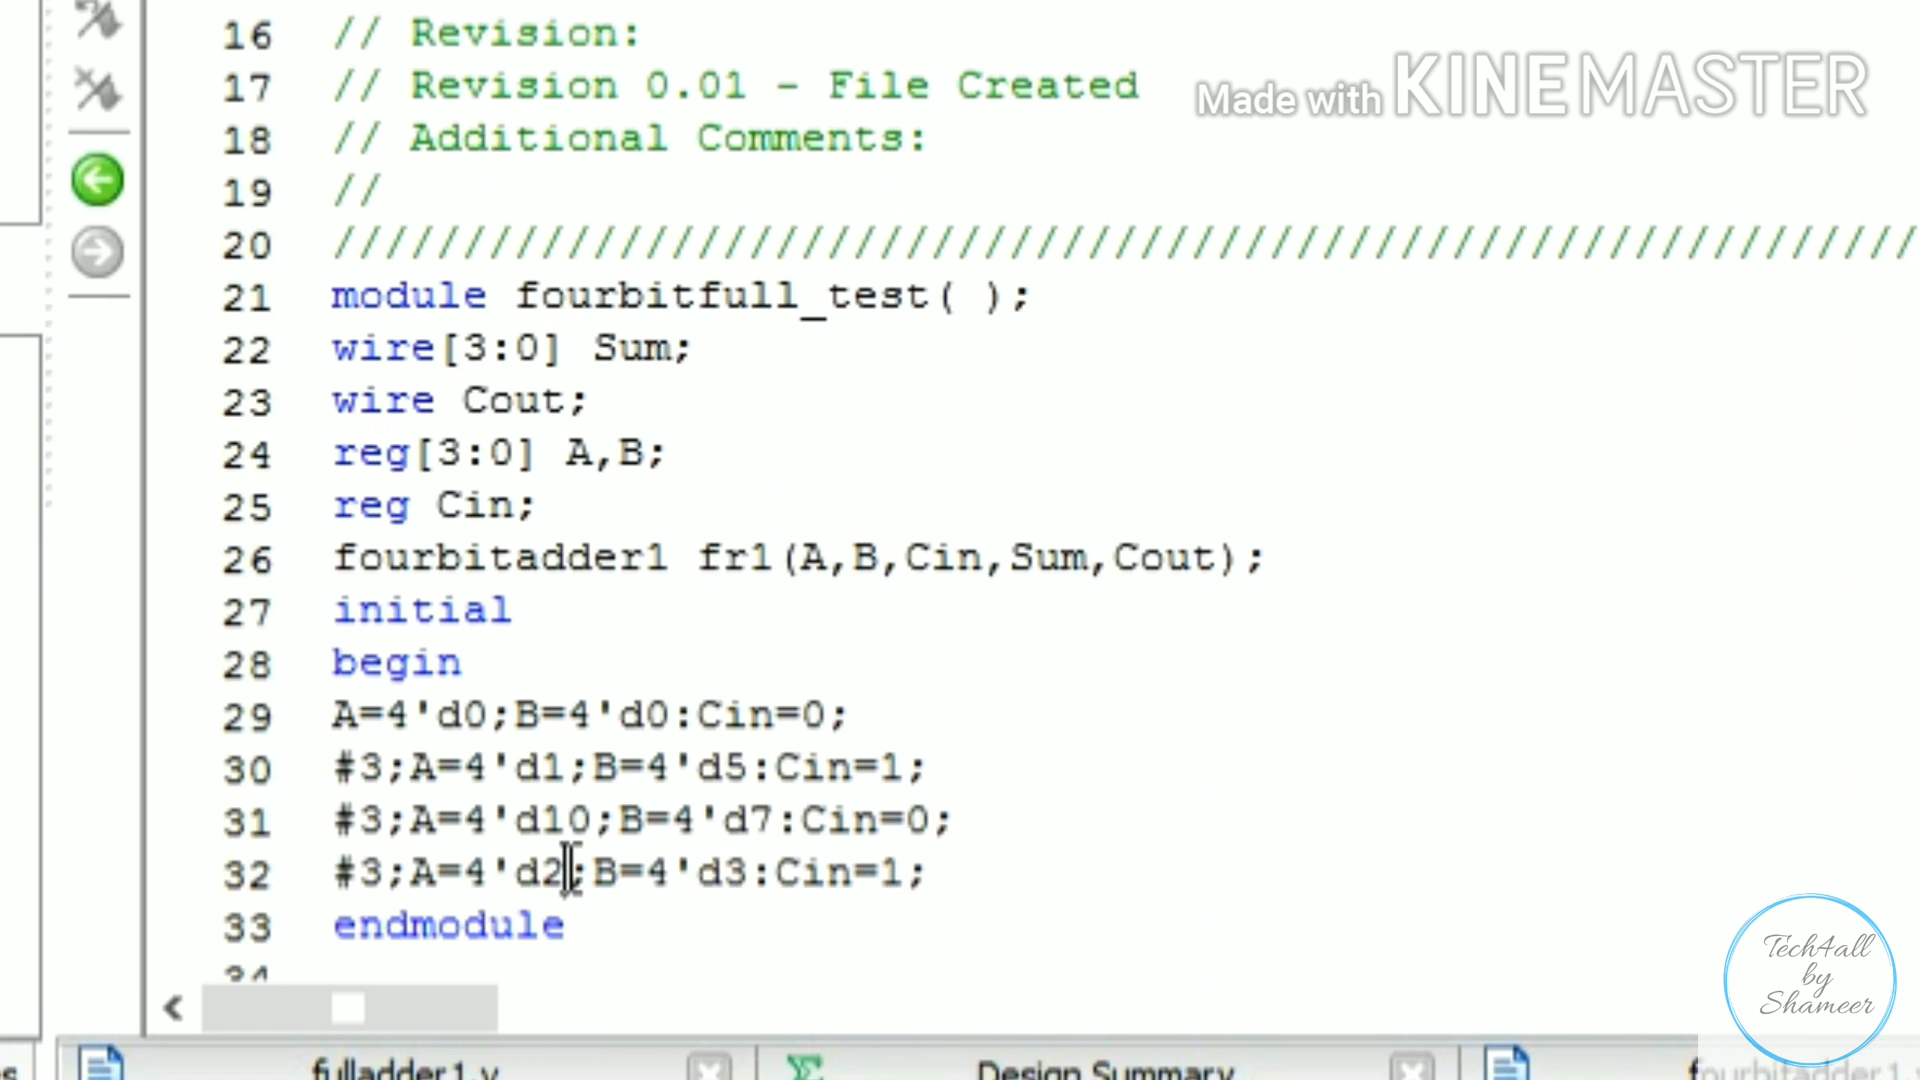 16 // Revision:
17 // Revision 0.01 - File Created
18 // Additional Comments:
19 //
20 ////////////////////////////////////////////////////////////
21 module fourbitfull_test( );
22 wire[3:0] Sum;
23 wire Cout;
24 reg[3:0] A,B;
25 reg Cin;
26 fourbitadder1 fr1(A,B,Cin,Sum,Cout);
27 initial
28 begin
29 A=4'd0;B=4'd0:Cin=0;
30 #3;A=4'd1;B=4'd5:Cin=1;
31 #3;A=4'd10;B=4'd7:Cin=0;
32 #3;A=4'd2;B=4'd3:Cin=1;
33 endmodule
34
Made with KINEMASTER
Tech4all
by
Shameer
fulladder1.v
Design Summary
fourbitadder1.v